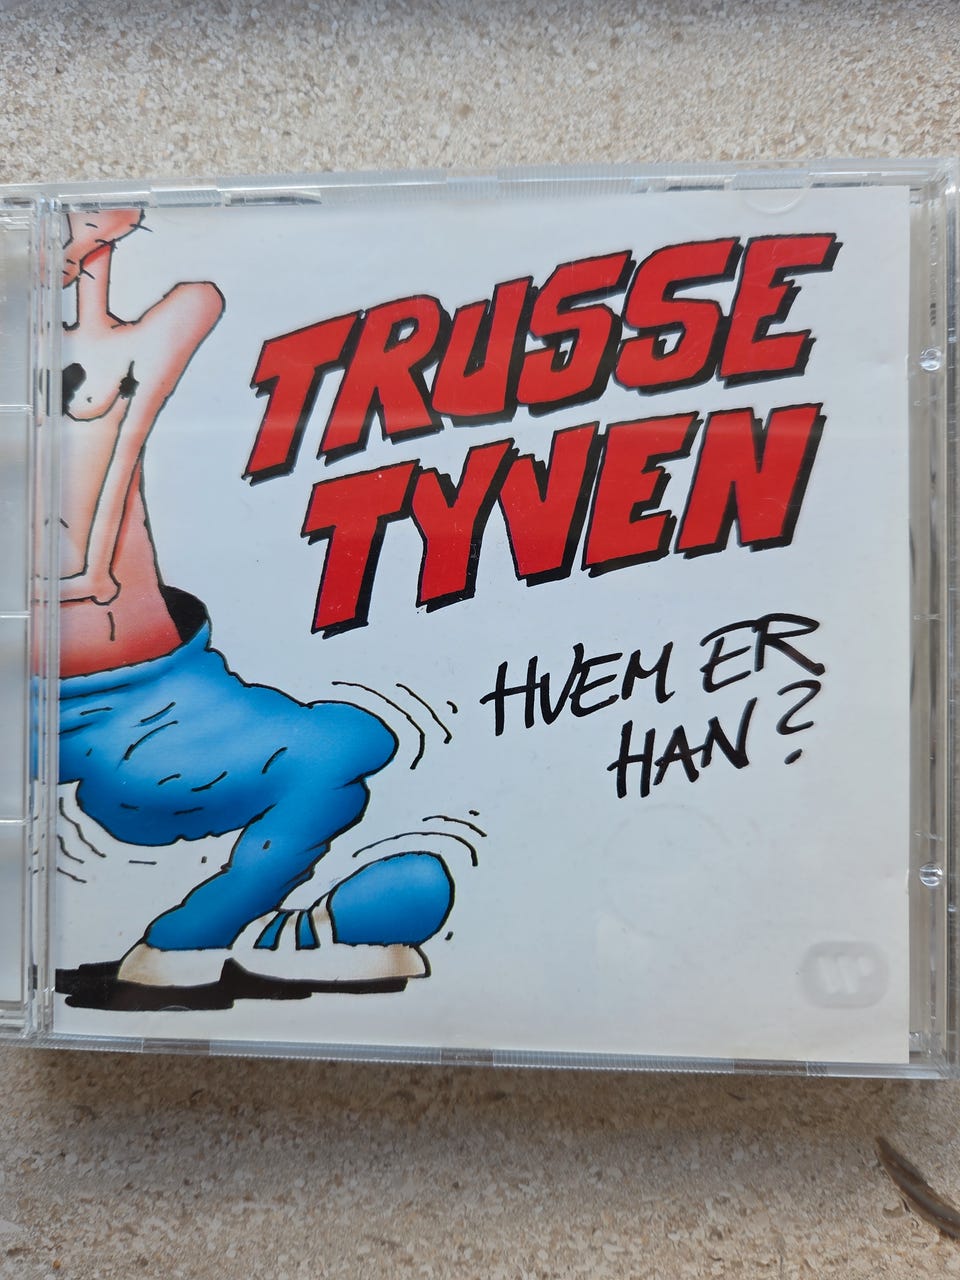 TRUSSE
TYVEN
HVEM ER
HAN?